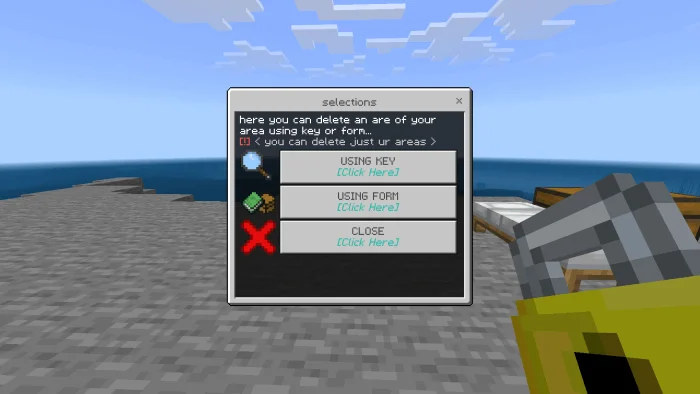 selections
here you can delete an are of your
area using key or form...
[!] < you can delete just ur areas >
USING KEY
[Click Here]
USING FORM
[Click Here]
CLOSE
[Click Here]